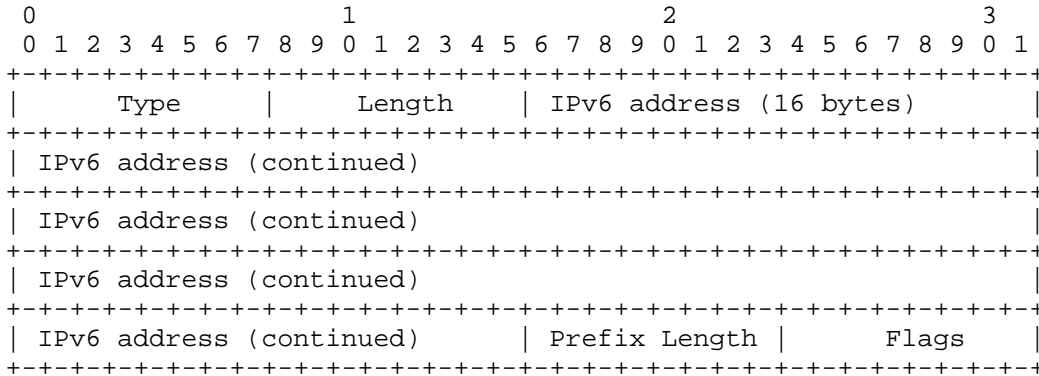 0                   1                   2                   3
 0 1 2 3 4 5 6 7 8 9 0 1 2 3 4 5 6 7 8 9 0 1 2 3 4 5 6 7 8 9 0 1
+-+-+-+-+-+-+-+-+-+-+-+-+-+-+-+-+-+-+-+-+-+-+-+-+-+-+-+-+-+-+-+-+
|      Type     |     Length    | IPv6 address (16 bytes)       |
+-+-+-+-+-+-+-+-+-+-+-+-+-+-+-+-+-+-+-+-+-+-+-+-+-+-+-+-+-+-+-+-+
| IPv6 address (continued)                                      |
+-+-+-+-+-+-+-+-+-+-+-+-+-+-+-+-+-+-+-+-+-+-+-+-+-+-+-+-+-+-+-+-+
| IPv6 address (continued)                                      |
+-+-+-+-+-+-+-+-+-+-+-+-+-+-+-+-+-+-+-+-+-+-+-+-+-+-+-+-+-+-+-+-+
| IPv6 address (continued)                                      |
+-+-+-+-+-+-+-+-+-+-+-+-+-+-+-+-+-+-+-+-+-+-+-+-+-+-+-+-+-+-+-+-+
| IPv6 address (continued)      | Prefix Length |      Flags    |
+-+-+-+-+-+-+-+-+-+-+-+-+-+-+-+-+-+-+-+-+-+-+-+-+-+-+-+-+-+-+-+-+